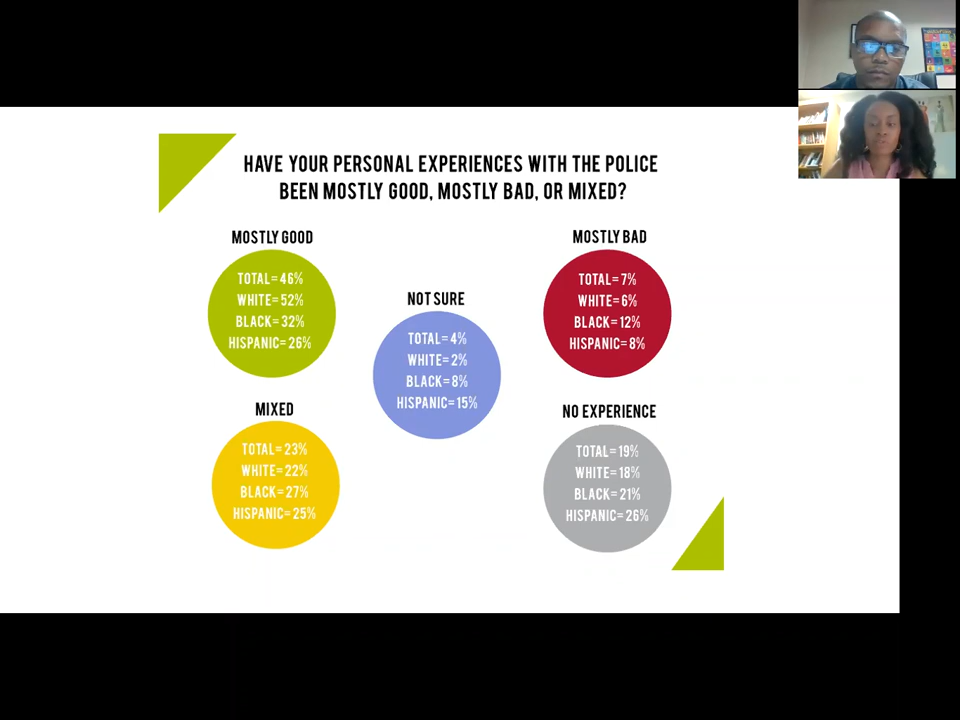 HAVE YOUR PERSONAL EXPERIENCES WITH THE POLICE
BEEN MOSTLY GOOD, MOSTLY BAD, OR MIXED?
MOSTLY GOOD
TOTAL= 46%
WHITE= 52%
BLACK= 32%
HISPANIC= 26%
NOT SURE
TOTAL= 4%
WHITE= 2%
BLACK= 8%
HISPANIC= 15%
MOSTLY BAD
TOTAL= 7%
WHITE= 6%
BLACK= 12%
HISPANIC= 8%
MIXED
TOTAL= 23%
WHITE= 22%
BLACK= 27%
HISPANIC= 25%
NO EXPERIENCE
TOTAL= 19%
WHITE= 18%
BLACK= 21%
HISPANIC= 26%